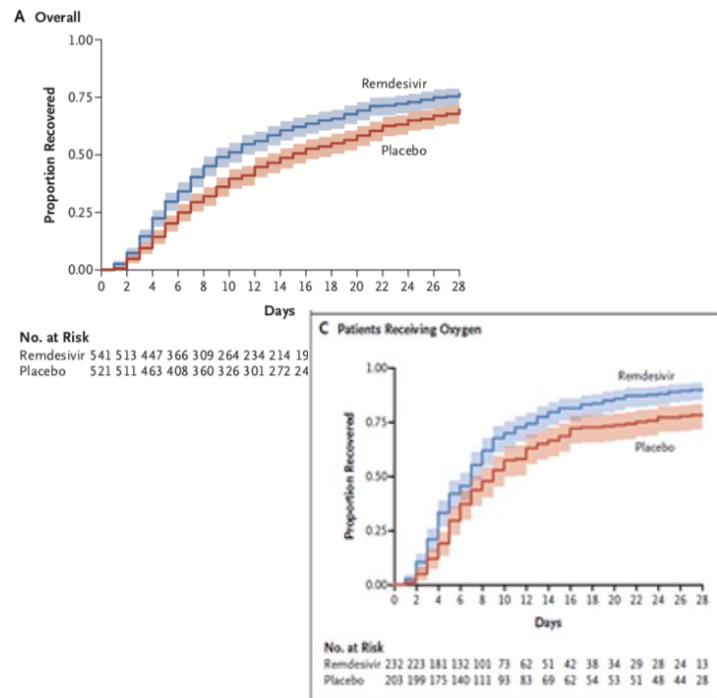 A Overall
1.00
0.75
0.50
0.25
0.00
Proportion Recovered
Remdesivir
Placebo
0 2 4 6 8 10 12 14 16 18 20 22 24 26 28
Days
No. at Risk
Remdesivir 541 513 447 366 309 264 234 214 19
Placebo 521 511 463 408 360 326 301 272 24
C Patients Receiving Oxygen
1.00
0.75
0.50
0.25
0.00
Proportion Recovered
Remdesivir
Placebo
0 2 4 6 8 10 12 14 16 18 20 22 24 26 28
Days
No. at Risk
Remdesivir 232 223 181 132 101 73 62 51 42 38 34 29 28 24 13
Placebo 203 199 175 140 111 93 83 69 62 54 53 51 48 44 28